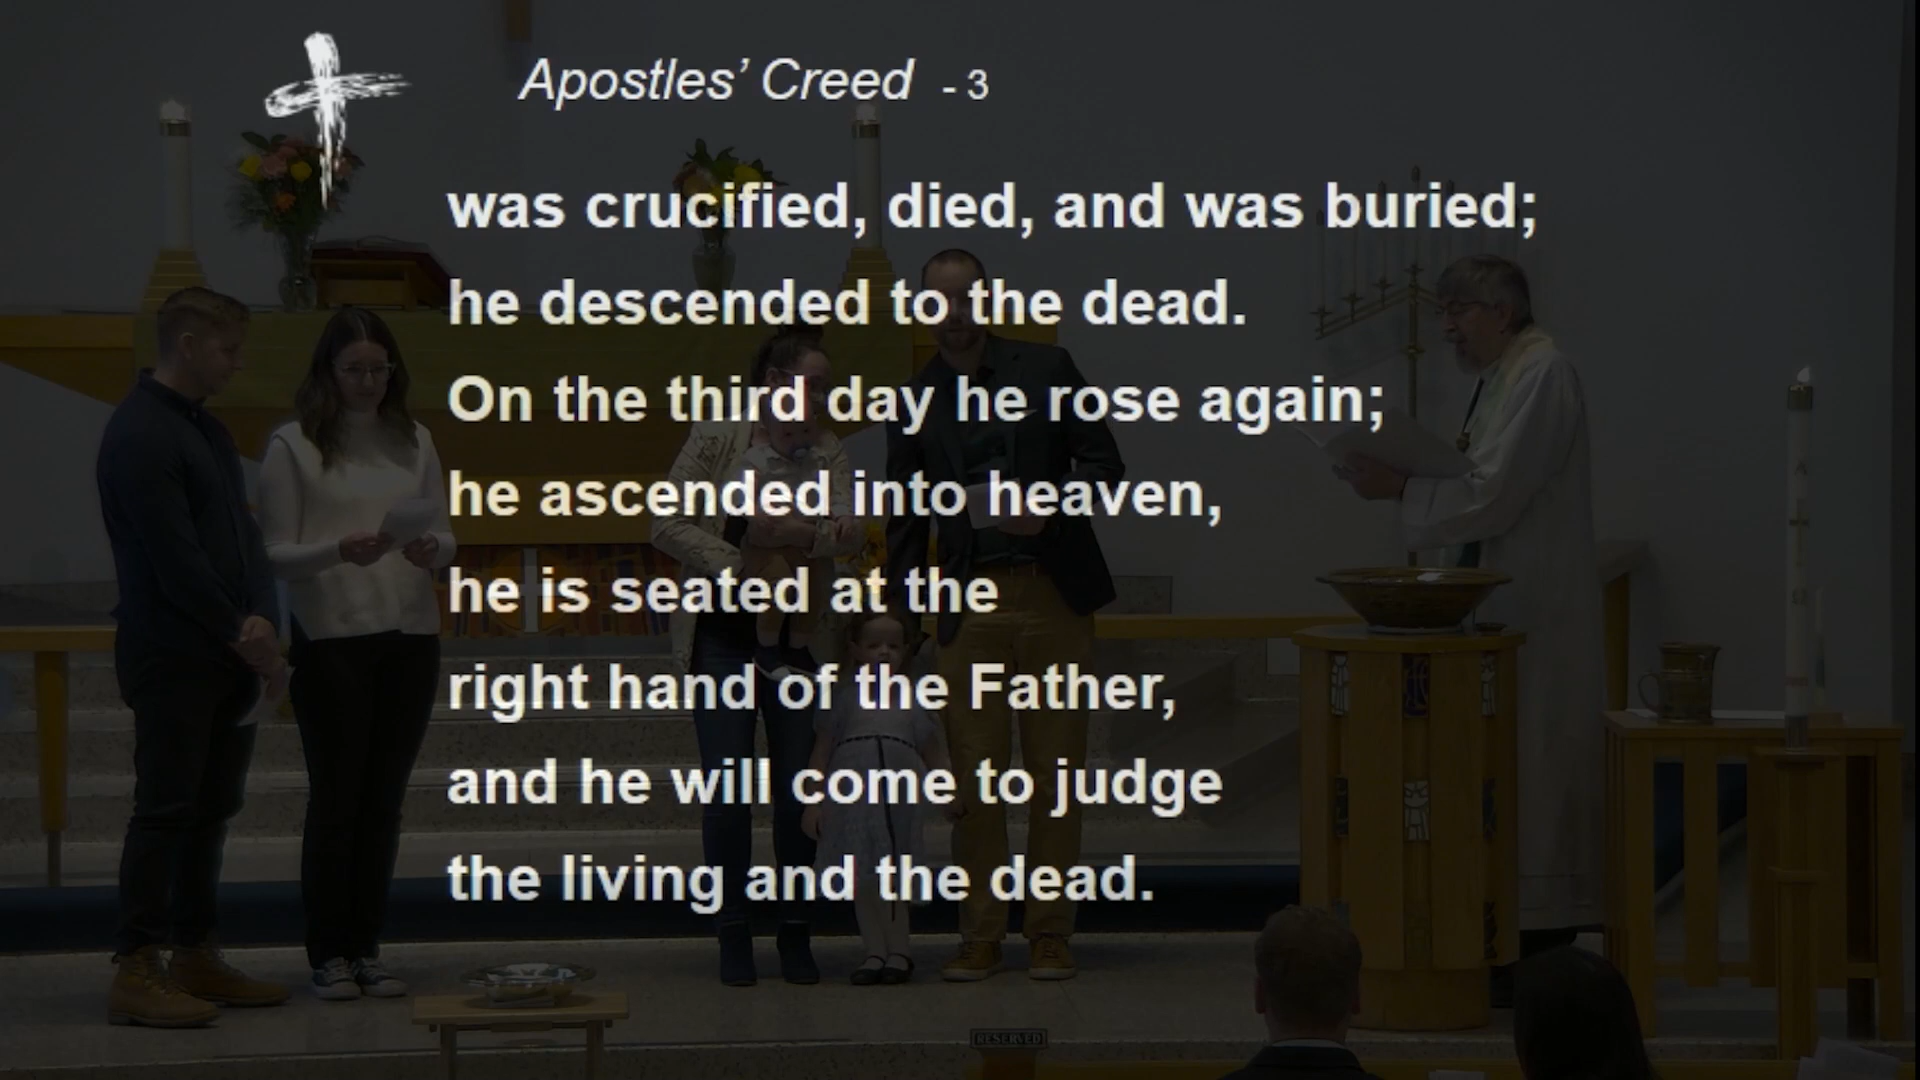 Apostles’ Creed - 3
was crucified, died, and was buried;
he descended to the dead.
On the third day he rose again;
he ascended into heaven,
he is seated at the
right hand of the Father,
and he will come to judge
the living and the dead.
RESERVED